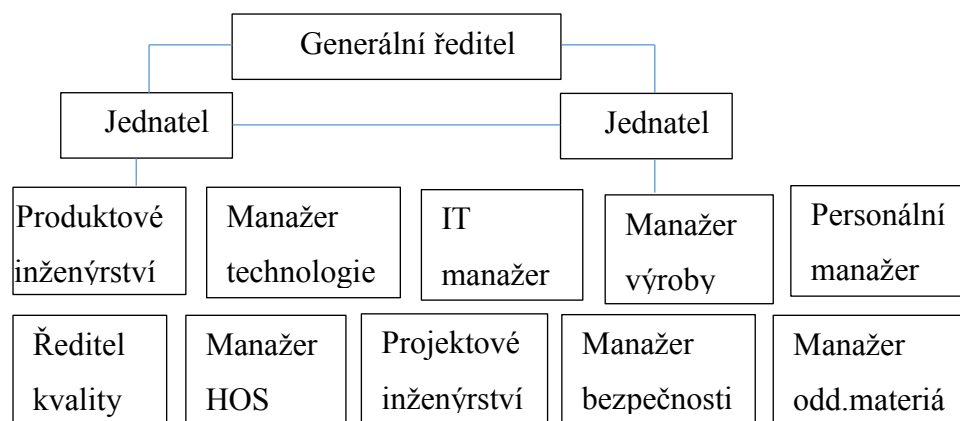 Generální ředitel
Jednatel
Jednatel
Produktové
inženýrství
Manažer
technologie
IT
manažer
Manažer
výroby
Personální
manažer
Ředitel
kvality
Manažer
HOS
Projektové
inženýrství
Manažer
bezpečnosti
Manažer
odd.materiá